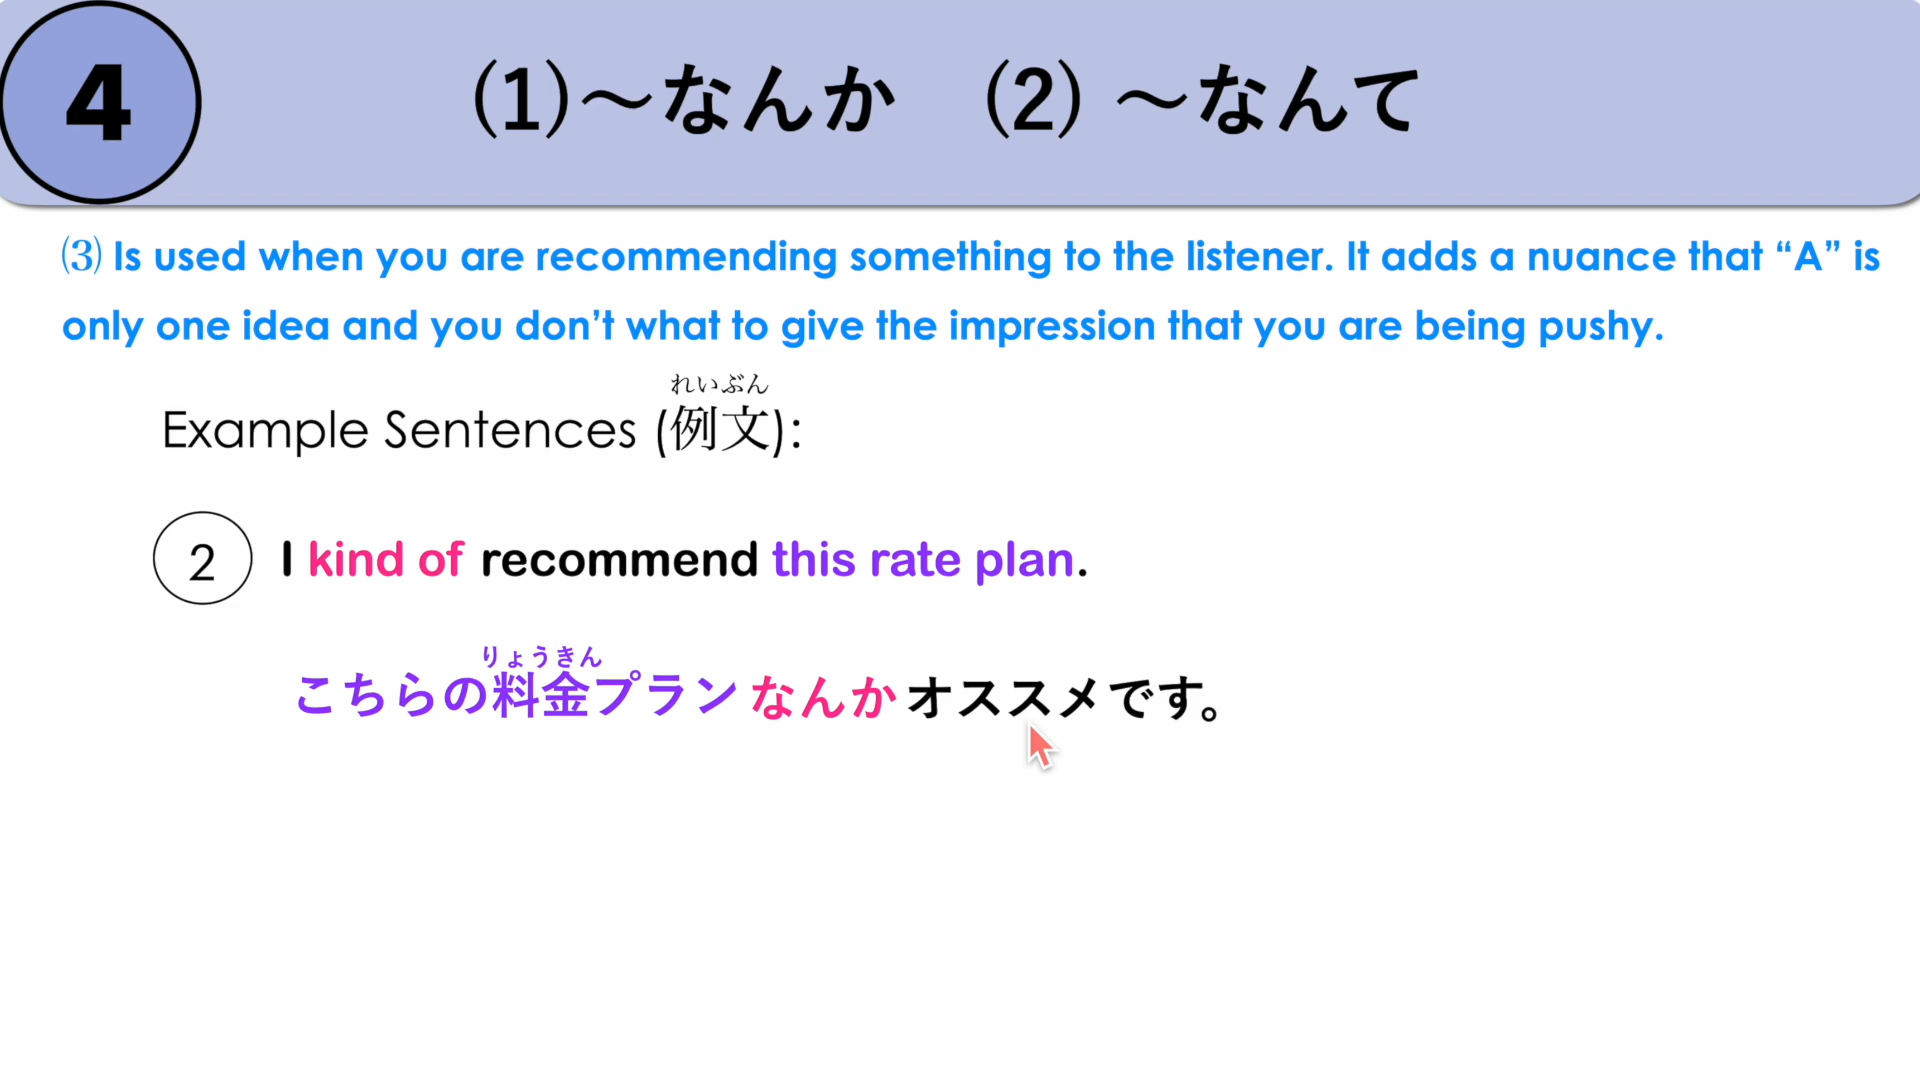 4
(1)〜なんか (2) 〜なんて
(3) Is used when you are recommending something to the listener. It adds a nuance that “A” is
only one idea and you don’t what to give the impression that you are being pushy.
れいぶん
Example Sentences (例文):
2 I kind of recommend this rate plan.
りょうきん
こちらの料金プランなんかオススメです。